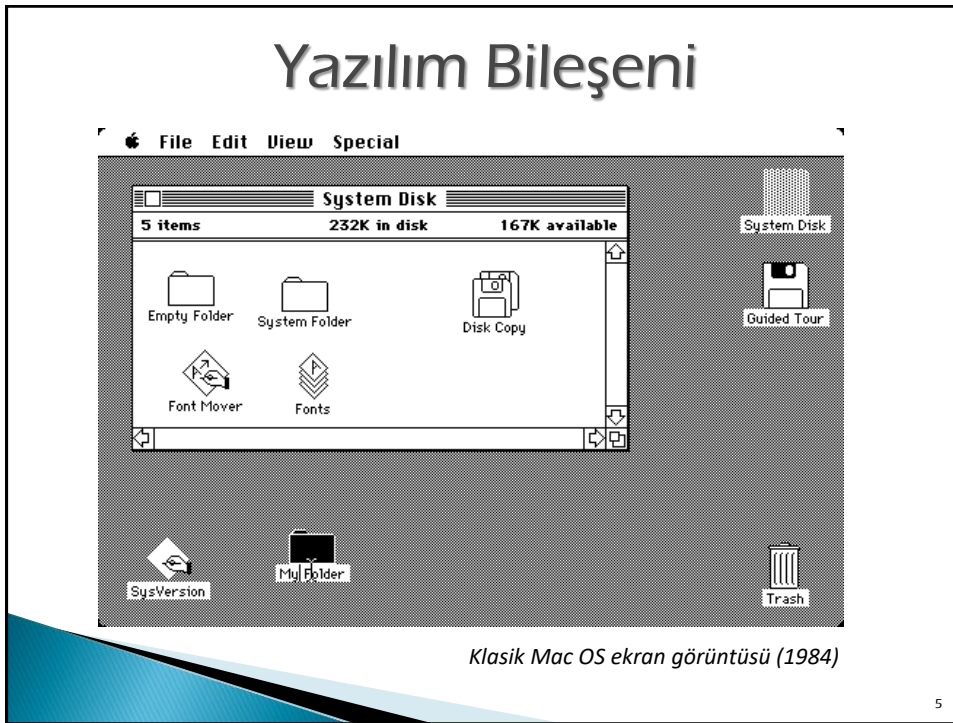 Yazılım Bileşeni
File Edit View Special
System Disk
5 items 232K in disk 167K available
System Disk
Empty Folder System Folder Disk Copy
Guided Tour
Font Mover Fonts
My Folder
SysVersion
Trash
Klasik Mac OS ekran görüntüsü (1984)
5